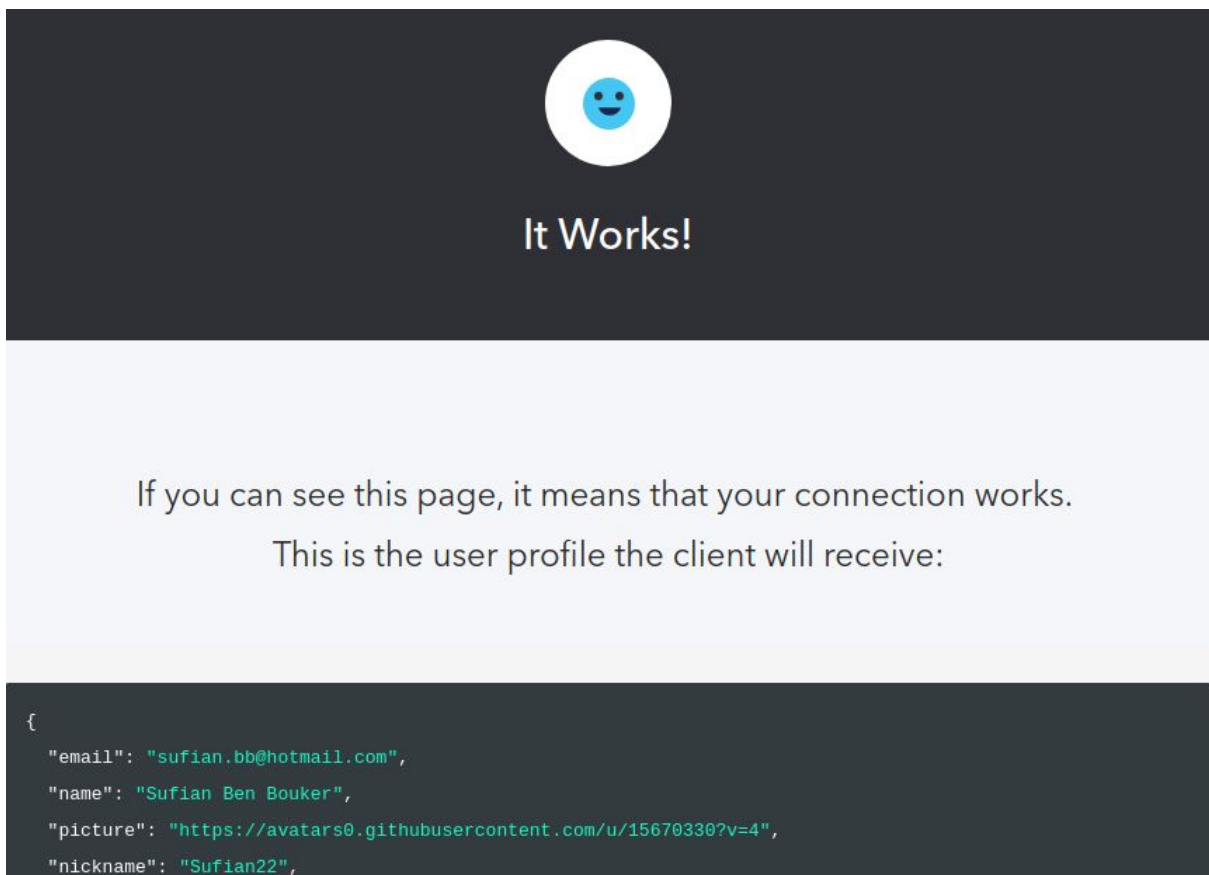 It Works!
If you can see this page, it means that your connection works.
This is the user profile the client will receive:
{
"email": "sufian.bb@hotmail.com",
"name": "Sufian Ben Bouker",
"picture": "https://avatars0.githubusercontent.com/u/15670330?v=4",
"nickname": "Sufian22",